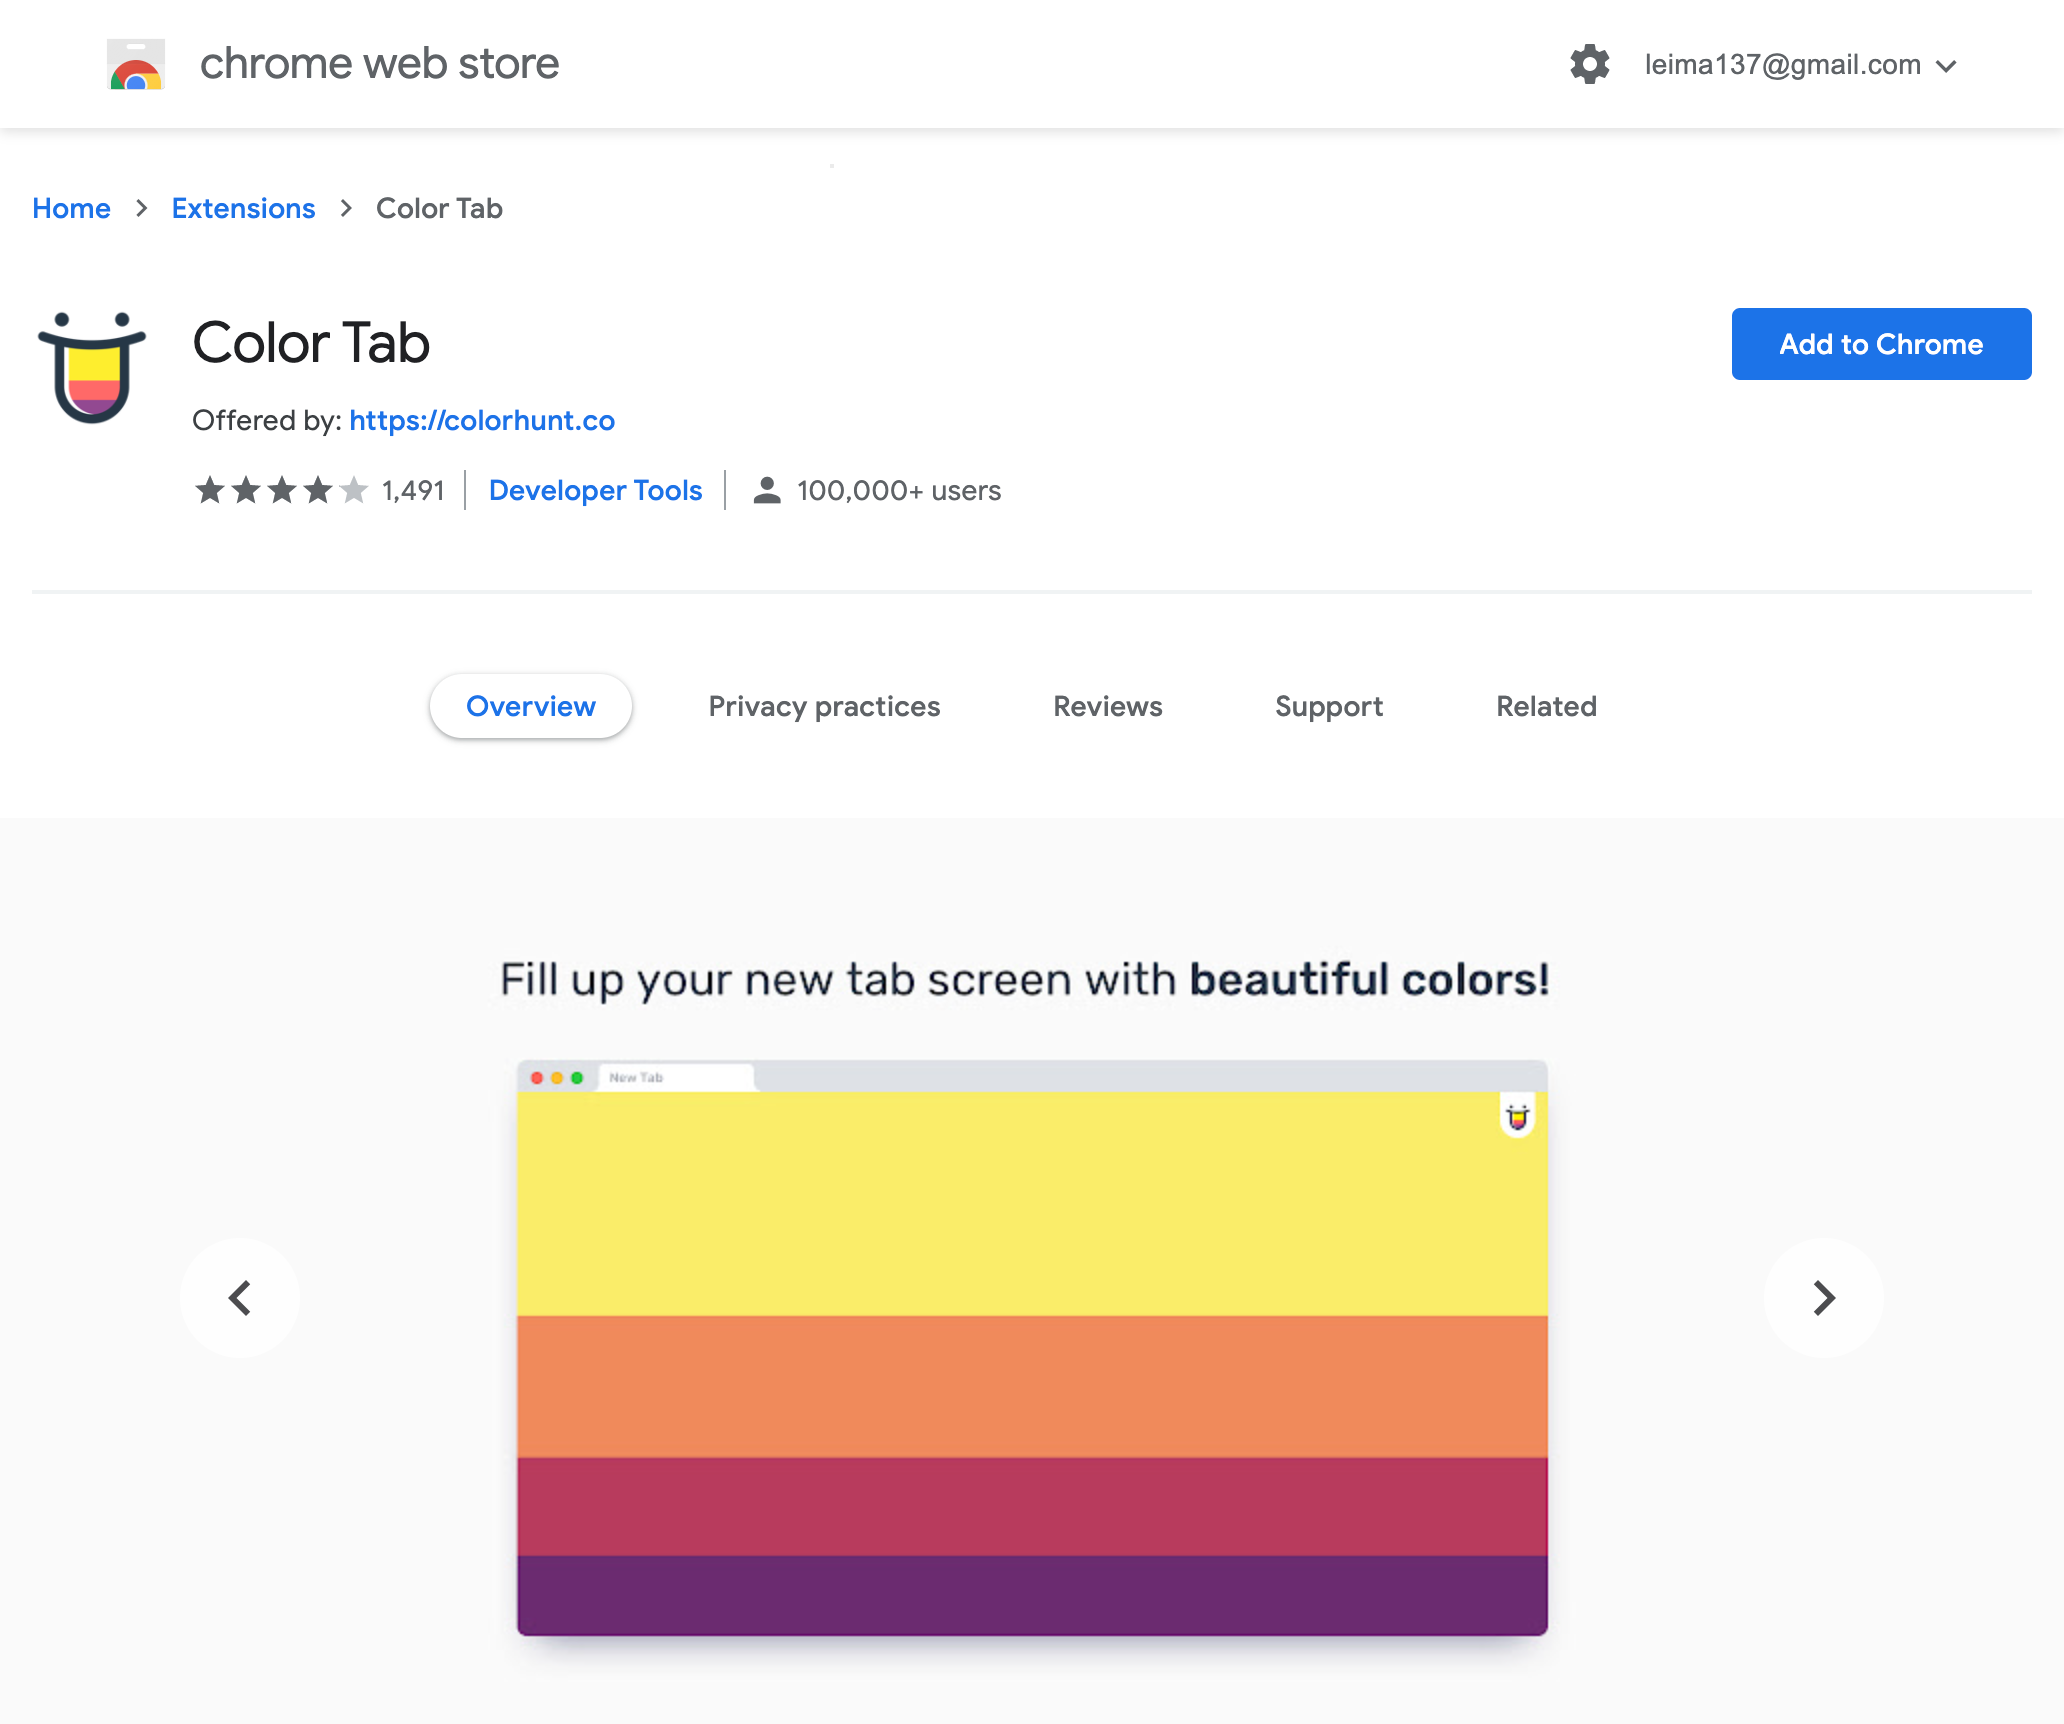 chrome web store
leima137@gmail.com
Home > Extensions > Color Tab
Color Tab
Add to Chrome
Offered by: https://colorhunt.co
1,491 Developer Tools 100,000+ users
Overview Privacy practices Reviews Support Related
Fill up your new tab screen with beautiful colors!
New Tab